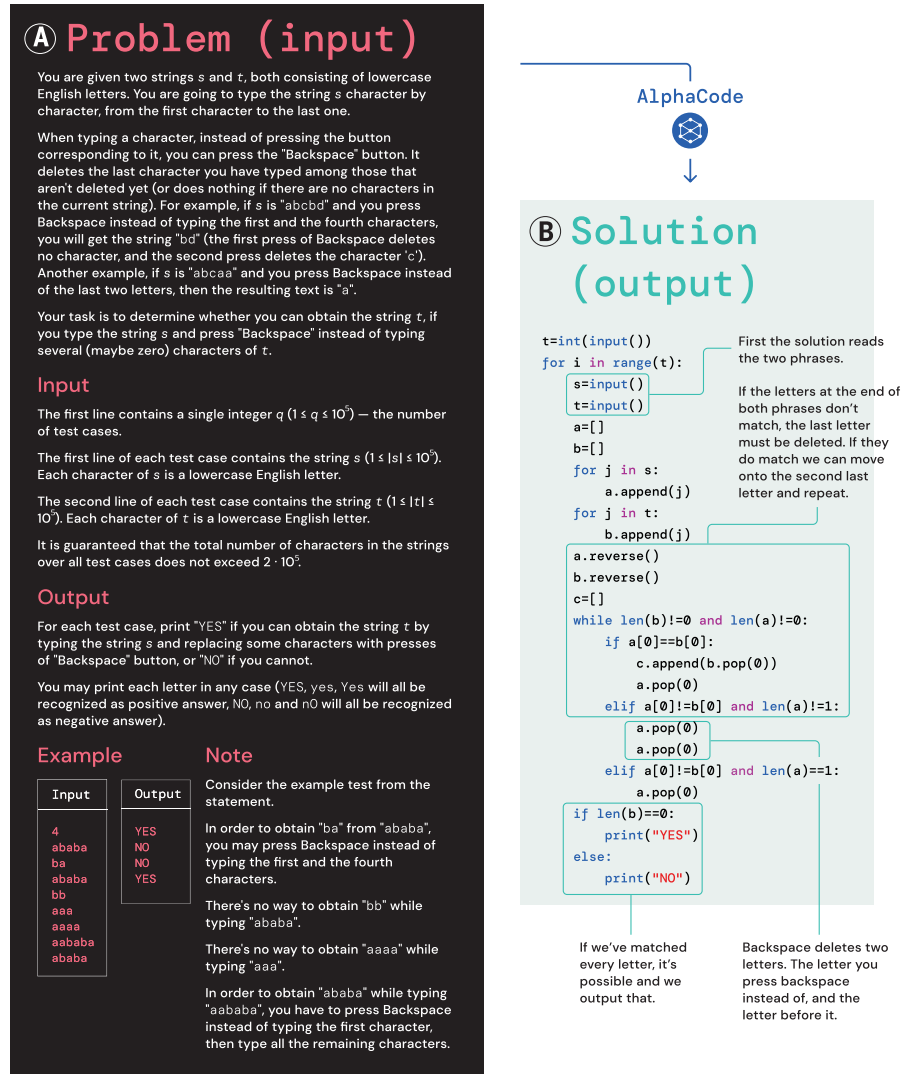 A Problem (input)
You are given two strings s and t, both consisting of lowercase
English letters. You are going to type the string s character by
character, from the first character to the last one.
When typing a character, instead of pressing the button
corresponding to it, you can press the "Backspace" button. It
deletes the last character you have typed among those that
aren't deleted yet (or does nothing if there are no characters in
the current string). For example, if s is "abcbd" and you press
Backspace instead of typing the first and the fourth characters,
you will get the string "bd" (the first press of Backspace deletes
no character, and the second press deletes the character 'c').
Another example, if s is "abcaa" and you press Backspace instead
of the last two letters, then the resulting text is "a".
Your task is to determine whether you can obtain the string t, if
you type the string s and press "Backspace" instead of typing
several (maybe zero) characters of t.
Input
The first line contains a single integer q (1 ≤ q ≤ 10⁵) — the number
of test cases.
The first line of each test case contains the string s (1 ≤ |s| ≤ 10⁵).
Each character of s is a lowercase English letter.
The second line of each test case contains the string t (1 ≤ |t| ≤
10⁵). Each character of t is a lowercase English letter.
It is guaranteed that the total number of characters in the strings
over all test cases does not exceed 2 · 10⁵.
Output
For each test case, print "YES" if you can obtain the string t by
typing the string s and replacing some characters with presses
of "Backspace" button, or "NO" if you cannot.
You may print each letter in any case (YES, yes, Yes will all be
recognized as positive answer, NO, no and nO will all be recognized
as negative answer).
Example
Input
4
ababa
ba
ababa
bb
aaa
aaaa
aababa
ababa
Output
YES
NO
NO
YES
Note
Consider the example test from the
statement.
In order to obtain "ba" from "ababa",
you may press Backspace instead of
typing the first and the fourth
characters.
There's no way to obtain "bb" while
typing "ababa".
There's no way to obtain "aaaa" while
typing "aaa".
In order to obtain "ababa" while typing
"aababa", you have to press Backspace
instead of typing the first character,
then type all the remaining characters.
AlphaCode
B Solution
(output)
t=int(input())
for i in range(t):
s=input()
t=input()
a=[]
b=[]
for j in s:
a.append(j)
for j in t:
b.append(j)
a.reverse()
b.reverse()
c=[]
while len(b)!=0 and len(a)!=0:
if a[0]==b[0]:
c.append(b.pop(0))
a.pop(0)
elif a[0]!=b[0] and len(a)!=1:
a.pop(0)
a.pop(0)
elif a[0]!=b[0] and len(a)==1:
a.pop(0)
if len(b)==0:
print("YES")
else:
print("NO")
First the solution reads
the two phrases.
If the letters at the end of
both phrases don't
match, the last letter
must be deleted. If they
do match we can move
onto the second last
letter and repeat.
If we've matched
every letter, it's
possible and we
output that.
Backspace deletes two
letters. The letter you
press backspace
instead of, and the
letter before it.